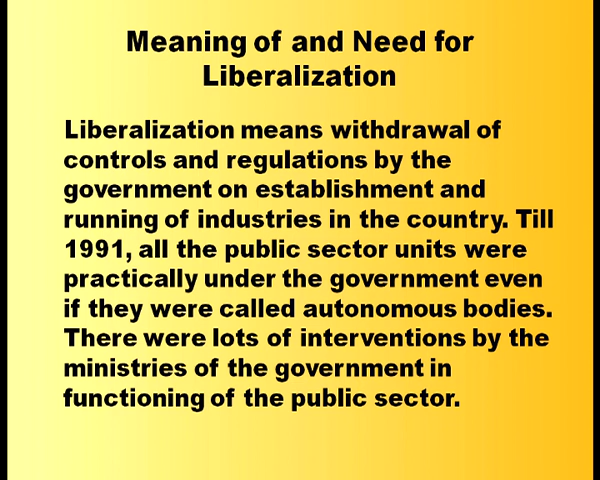 Meaning of and Need for
Liberalization
Liberalization means withdrawal of
controls and regulations by the
government on establishment and
running of industries in the country. Till
1991, all the public sector units were
practically under the government even
if they were called autonomous bodies.
There were lots of interventions by the
ministries of the government in
functioning of the public sector.